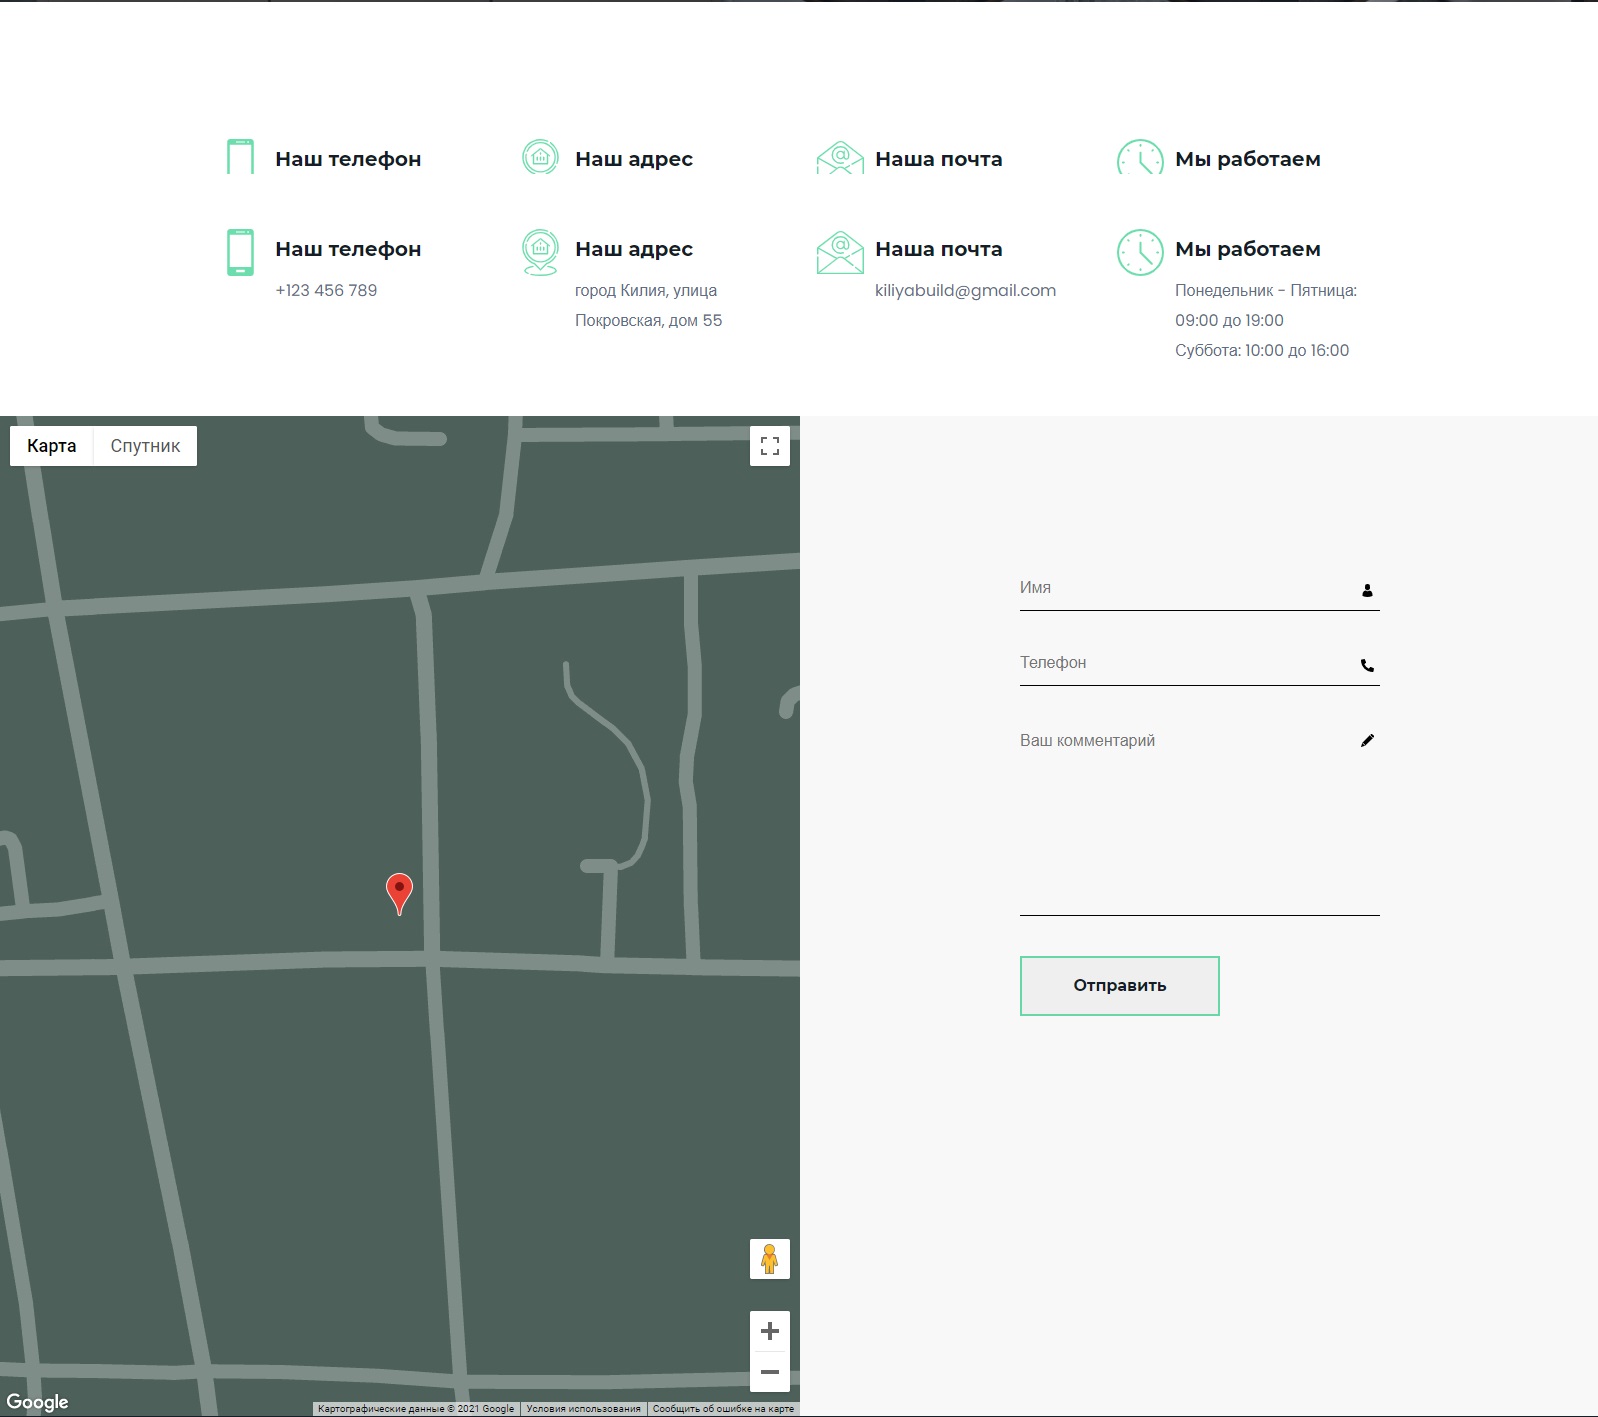 Наш телефон
Наш адрес
Наша почта
Мы работаем
Наш телефон
+123 456 789
Наш адрес
город Килия, улица
Покровская, дом 55
Наша почта
kiliyabuild@gmail.com
Мы работаем
Понедельник - Пятница:
09:00 до 19:00
Суббота: 10:00 до 16:00
Карта
Спутник
Google
Картографические данные © 2021 Google
Условия использования
Сообщить об ошибке на карте
Имя
Телефон
Ваш комментарий
Отправить